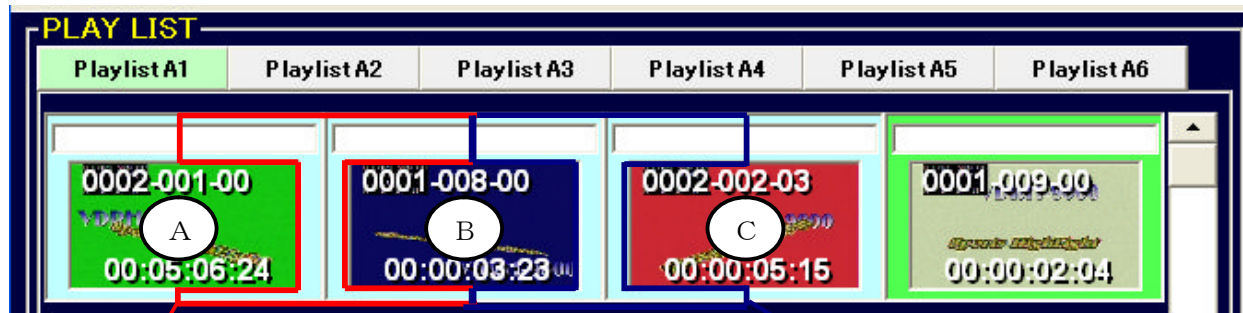 PLAY LIST
Playlist A1 Playlist A2 Playlist A3 Playlist A4 Playlist A5 Playlist A6
0002-001-00 0001-008-00 0002-002-03 0001-009-00
A B C
00:05:06:24 00:00:03:23 00:00:05:15 00:00:02:04